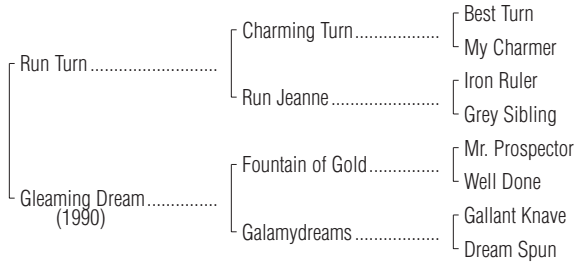 Best Turn
Charming Turn..................
My Charmer
Run Turn ...........................
Iron Ruler
Run Jeanne .......................
Grey Sibling
Mr. Prospector
Fountain of Gold...............
Well Done
Gleaming Dream...............
(1990)
Gallant Knave
Galamydreams ..................
Dream Spun